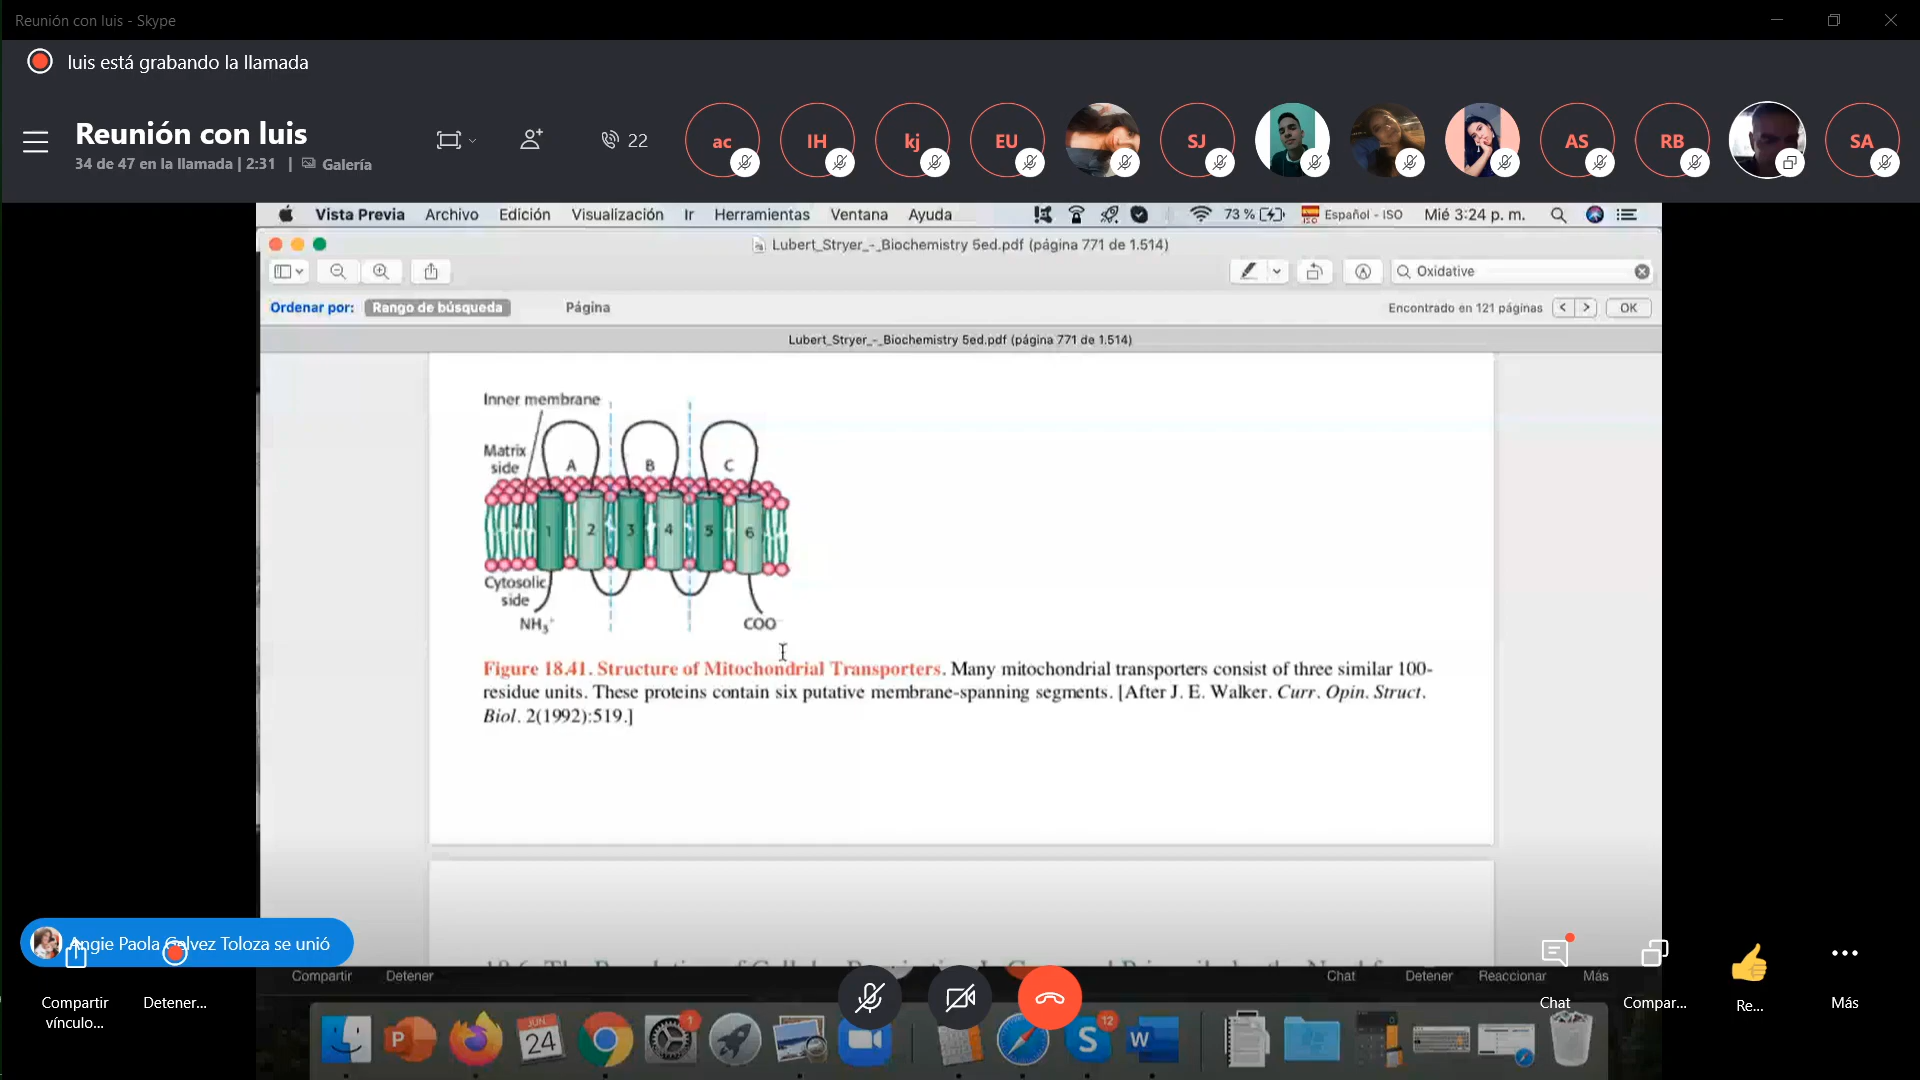 Reunión con luis - Skype
luis está grabando la llamada
Reunión con luis
34 de 47 en la llamada | 2:31 | Galería
22
ac
IH
kj
EU
SJ
AS
RB
SA
Vista Previa Archivo Edición Visualización Ir Herramientas Ventana Ayuda
73 % ISO Español - ISO Mié 3:24 p. m.
Lubert_Stryer_-_Biochemistry 5ed.pdf (página 771 de 1.514)
Oxidative
Ordenar por: Rango de búsqueda Página
Encontrado en 121 páginas OK
Lubert_Stryer_-_Biochemistry 5ed.pdf (página 771 de 1.514)
Inner membrane
Matrix
side
A B C
1 2 3 4 5 6
Cytosolic
side
NH3+
COO
Figure 18.41. Structure of Mitochondrial Transporters. Many mitochondrial transporters consist of three similar 100-
residue units. These proteins contain six putative membrane-spanning segments. [After J. E. Walker. Curr. Opin. Struct.
Biol. 2(1992):519.]
Angie Paola Gelvez Toloza se unió
Compartir Detener
Chat Detener Reaccionar Más
Compartir
vínculo...
Detener...
Chat
Compar...
Re...
Más
JUN
24
1
12
P
S
W